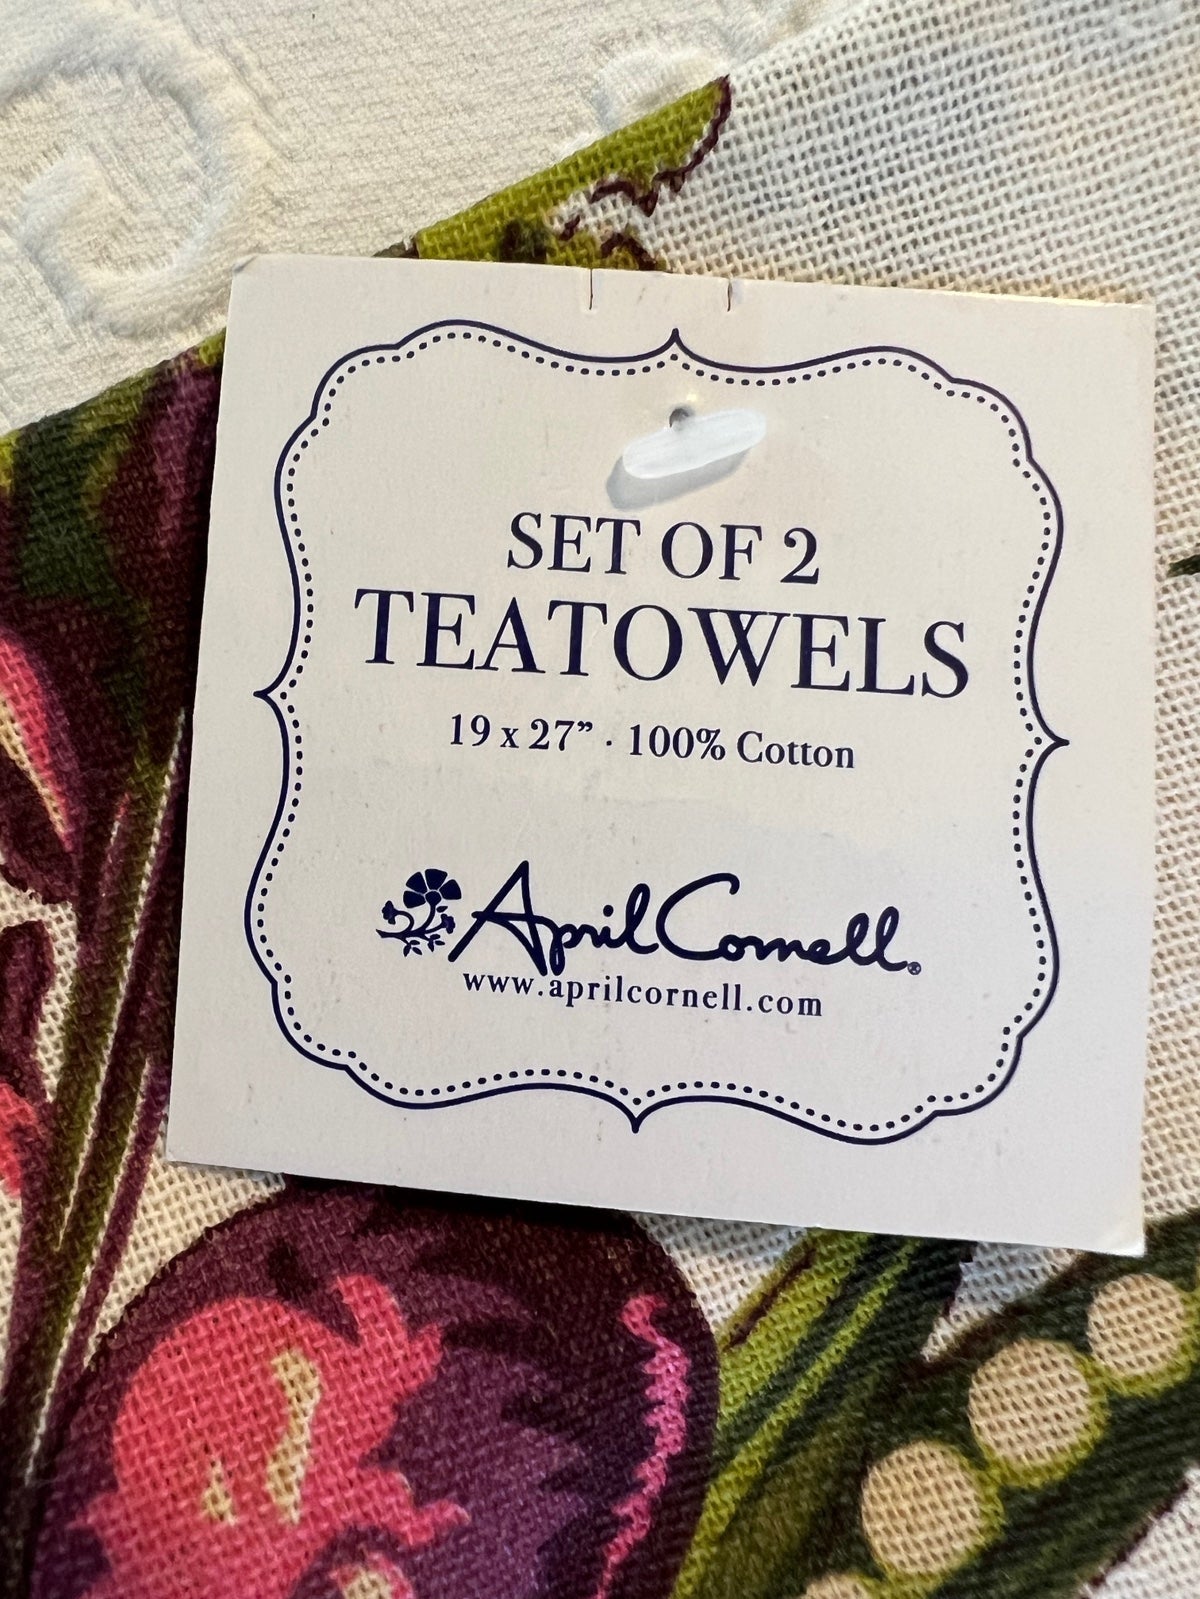 SET OF 2
TEATOWELS
19 x 27” · 100% Cotton
April Cornell®
www.aprilcornell.com